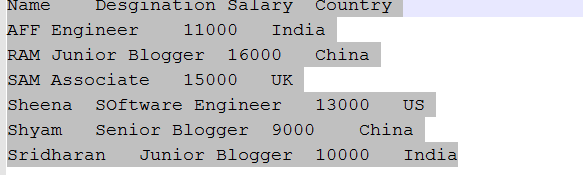 Name Desgination Salary Country
AFF Engineer 11000 India
RAM Junior Blogger 16000 China
SAM Associate 15000 UK
Sheena SOftware Engineer 13000 US
Shyam Senior Blogger 9000 China
Sridharan Junior Blogger 10000 India